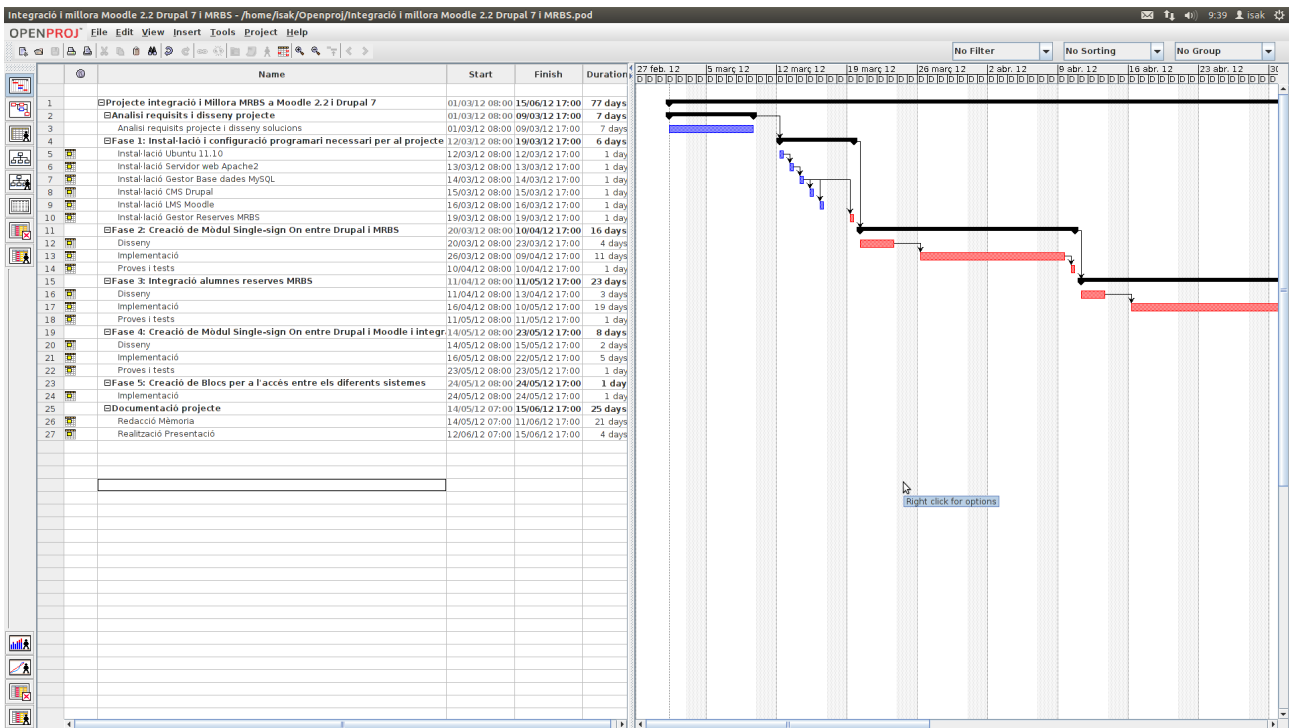 Integració i millora Moodle 2.2 Drupal 7 i MRBS - /home/isak/Openproj/Integració i millora Moodle 2.2 Drupal 7 i MRBS.pod 9:39 isak
OPENPROJ File Edit View Insert Tools Project Help
No Filter No Sorting No Group
Name Start Finish Duration
27 feb. 12 5 març 12 12 març 12 19 març 12 26 març 12 2 abr. 12 9 abr. 12 16 abr. 12 23 abr. 12 30
1 Projecte integració i Millora MRBS a Moodle 2.2 i Drupal 7 01/03/12 08:00 15/06/12 17:00 77 days
2 Analisi requisits i disseny projecte 01/03/12 08:00 09/03/12 17:00 7 days
3 Analisi requisits projecte i disseny solucions 01/03/12 08:00 09/03/12 17:00 7 days
4 Fase 1: Instal·lació i configuració programari necessari per al projecte 12/03/12 08:00 19/03/12 17:00 6 days
5 Instal·lació Ubuntu 11.10 12/03/12 08:00 12/03/12 17:00 1 day
6 Instal·lació Servidor web Apache2 13/03/12 08:00 13/03/12 17:00 1 day
7 Instal·lació Gestor Base dades MySQL 14/03/12 08:00 14/03/12 17:00 1 day
8 Instal·lació CMS Drupal 15/03/12 08:00 15/03/12 17:00 1 day
9 Instal·lació LMS Moodle 16/03/12 08:00 16/03/12 17:00 1 day
10 Instal·lació Gestor Reserves MRBS 19/03/12 08:00 19/03/12 17:00 1 day
11 Fase 2: Creació de Mòdul Single-sign On entre Drupal i MRBS 20/03/12 08:00 10/04/12 17:00 16 days
12 Disseny 20/03/12 08:00 23/03/12 17:00 4 days
13 Implementació 26/03/12 08:00 09/04/12 17:00 11 days
14 Proves i tests 10/04/12 08:00 10/04/12 17:00 1 day
15 Fase 3: Integració alumnes reserves MRBS 11/04/12 08:00 11/05/12 17:00 23 days
16 Disseny 11/04/12 08:00 13/04/12 17:00 3 days
17 Implementació 16/04/12 08:00 10/05/12 17:00 19 days
18 Proves i tests 11/05/12 08:00 11/05/12 17:00 1 day
19 Fase 4: Creació de Mòdul Single-sign On entre Drupal i Moodle i integr 14/05/12 08:00 23/05/12 17:00 8 days
20 Disseny 14/05/12 08:00 15/05/12 17:00 2 days
21 Implementació 16/05/12 08:00 22/05/12 17:00 5 days
22 Proves i tests 23/05/12 08:00 23/05/12 17:00 1 day
23 Fase 5: Creació de Blocs per a l'accés entre els diferents sistemes 24/05/12 08:00 24/05/12 17:00 1 day
24 Implementació 24/05/12 08:00 24/05/12 17:00 1 day
25 Documentació projecte 14/05/12 07:00 15/06/12 17:00 25 days
26 Redacció Mèmoria 14/05/12 07:00 11/06/12 17:00 21 days
27 Realització Presentació 12/06/12 07:00 15/06/12 17:00 4 days
Right click for options